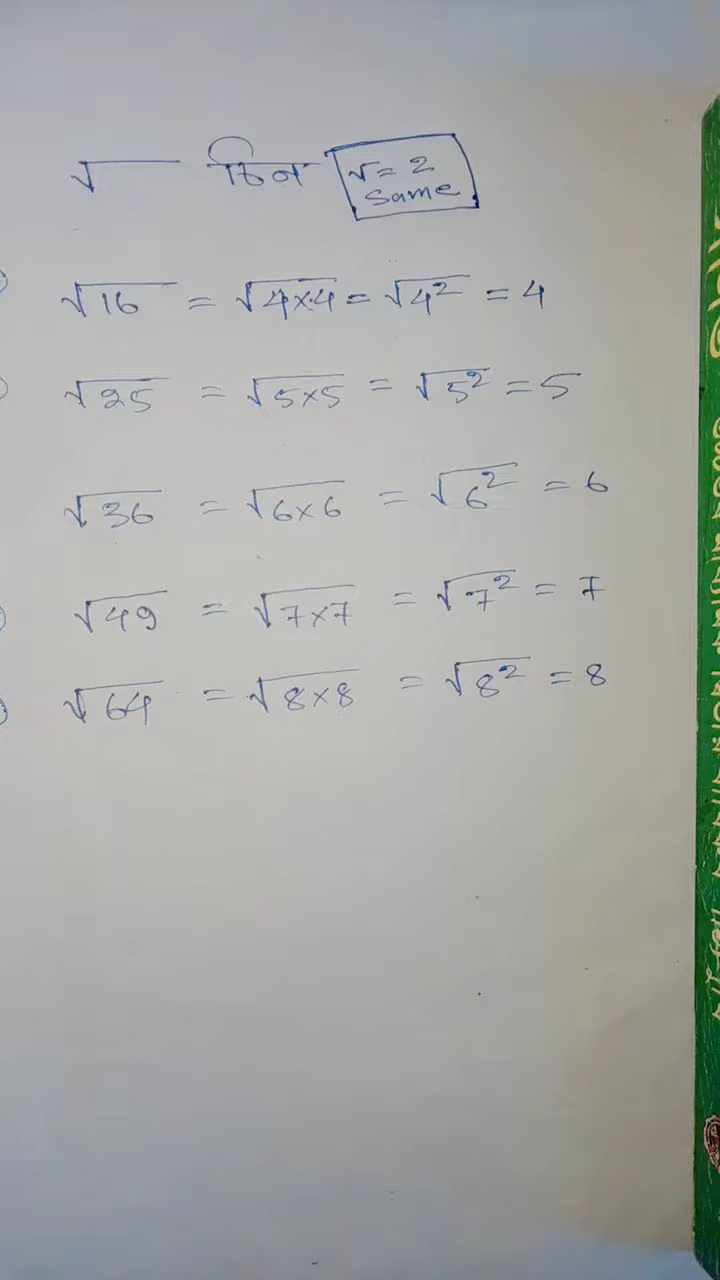 √ চিন √ = 2
same
√16 = √4×4 = √4² = 4
√25 = √5×5 = √5² = 5
√36 = √6×6 = √6² = 6
√49 = √7×7 = √7² = 7
√64 = √8×8 = √8² = 8